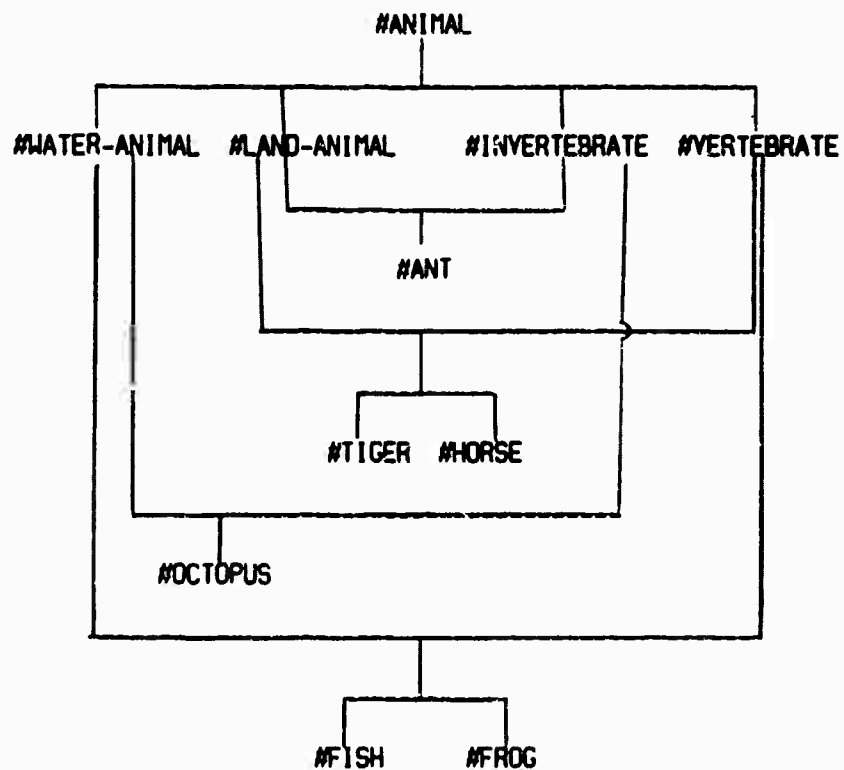 #ANIMAL
#WATER-ANIMAL #LAND-ANIMAL #INVERTEBRATE #VERTEBRATE
#ANT
#TIGER #HORSE
#OCTOPUS
#FISH #FROG